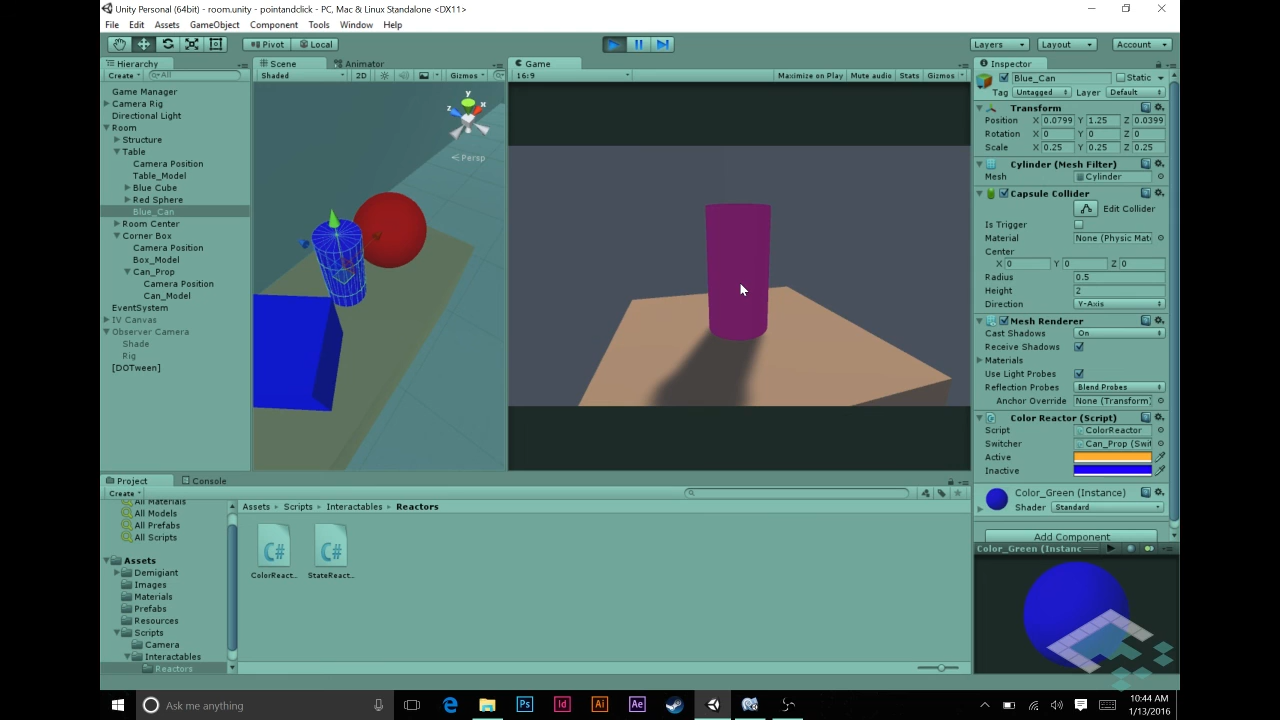 Unity Personal (64bit) - room.unity - pointandclick - PC, Mac & Linux Standalone <DX11>
File Edit Assets GameObject Component Tools Window Help
Pivot Local
Layers Layout Account
Hierarchy
Create All
Game Manager
Camera Rig
Directional Light
Room
Structure
Table
Camera Position
Table_Model
Blue Cube
Red Sphere
Blue_Can
Room Center
Corner Box
Camera Position
Box_Model
Can_Prop
Camera Position
Can_Model
EventSystem
IV Canvas
Observer Camera
Shade
Rig
[DOTween]
Scene Animator
Shaded 2D Gizmos
y
x
z
Persp
Game
16:9 Maximize on Play Mute audio Stats Gizmos
Inspector
Blue_Can Static
Tag Untagged Layer Default
Transform
Position X 0.0799 Y 1.25 Z 0.0399
Rotation X 0 Y 0 Z 0
Scale X 0.25 Y 0.25 Z 0.25
Cylinder (Mesh Filter)
Mesh Cylinder
Capsule Collider
Edit Collider
Is Trigger
Material None (Physic Mat
Center
X 0 Y 0 Z 0
Radius 0.5
Height 2
Direction Y-Axis
Mesh Renderer
Cast Shadows On
Receive Shadows
Materials
Use Light Probes
Reflection Probes Blend Probes
Anchor Override None (Transform)
Color Reactor (Script)
Script ColorReactor
Switcher Can_Prop (Swit
Active
Inactive
Color_Green (Instance)
Shader Standard
Add Component
Color_Green (Instanc
Project Console
Create
All Materials
All Models
All Prefabs
All Scripts
Assets
Demigiant
Images
Materials
Prefabs
Resources
Scripts
Camera
Interactables
Reactors
Assets Scripts Interactables Reactors
C# C#
ColorReact... StateReact...
Ask me anything
Ps Id Ai Ae
10:44 AM
1/13/2016